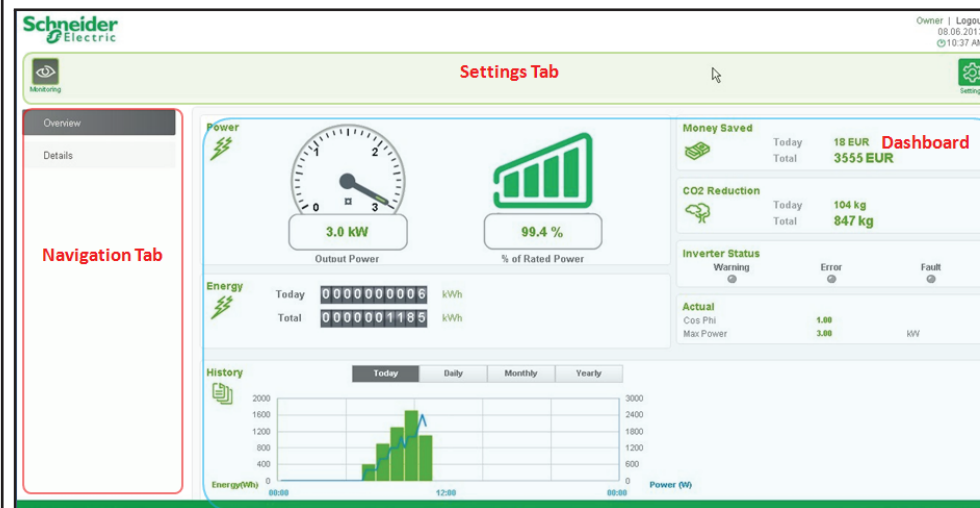 Schneider
Electric
Owner | Logou
08.06.201
10:37 AM
Monitoring
Settings Tab
Setting
Overview
Details
Navigation Tab
Power
0 1 2 3
3.0 kW
Output Power
99.4 %
% of Rated Power
Energy
Today 0000000006 kWh
Total 0000001185 kWh
Money Saved
Today 18 EUR
Total 3555 EUR
Dashboard
CO2 Reduction
Today 104 kg
Total 847 kg
Inverter Status
Warning Error Fault
Actual
Cos Phi 1.00
Max Power 3.00 kW
History
Today Daily Monthly Yearly
2000 3000
1600 2400
1200 1800
800 1200
400 600
0 0
Energy(Wh) Power (W)
00:00 12:00 00:00